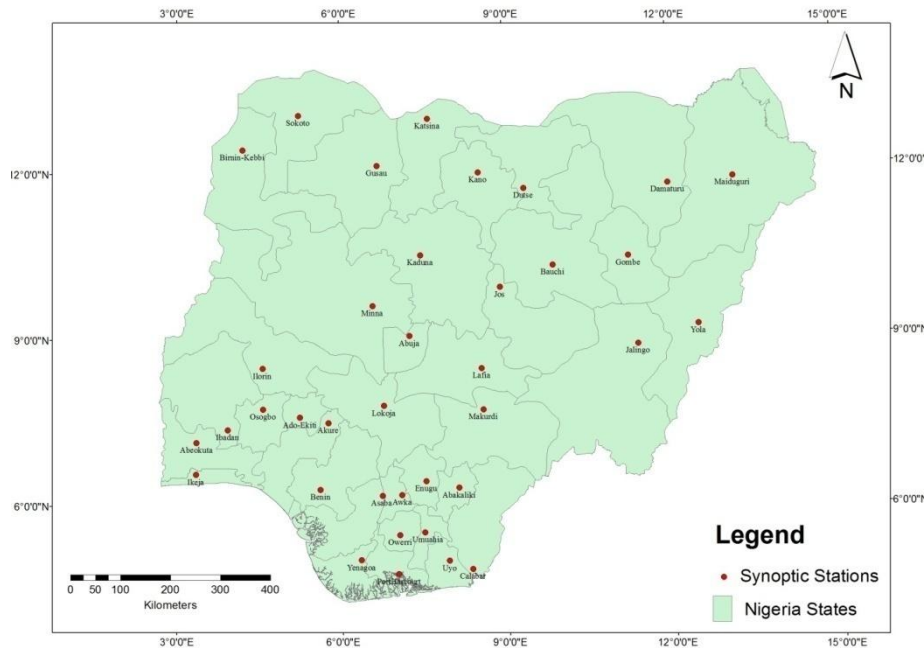 3°0'0"E 6°0'0"E 9°0'0"E 12°0'0"E 15°0'0"E
N
Sokoto
Katsina
Birnin-Kebbi
12°0'0"N
12°0'0"N
Gusau
Kano
Dutse
Damaturu
Maiduguri
Kaduna
Bauchi
Gombe
Jos
Minna
Yola
9°0'0"N
9°0'0"N
Abuja
Jalingo
Ilorin
Lafia
Osogbo
Lokoja
Makurdi
Ado-Ekiti
Akure
Ibadan
Abeokuta
Ikeja
Enugu
Abakaliki
Benin
Asaba
Awka
6°0'0"N
6°0'0"N
Owerri
Umuahia
Yenagoa
Uyo
Calabar
Legend
Synoptic Stations
Nigeria States
0 50 100 200 300 400
Kilometers
3°0'0"E 6°0'0"E 9°0'0"E 12°0'0"E 15°0'0"E